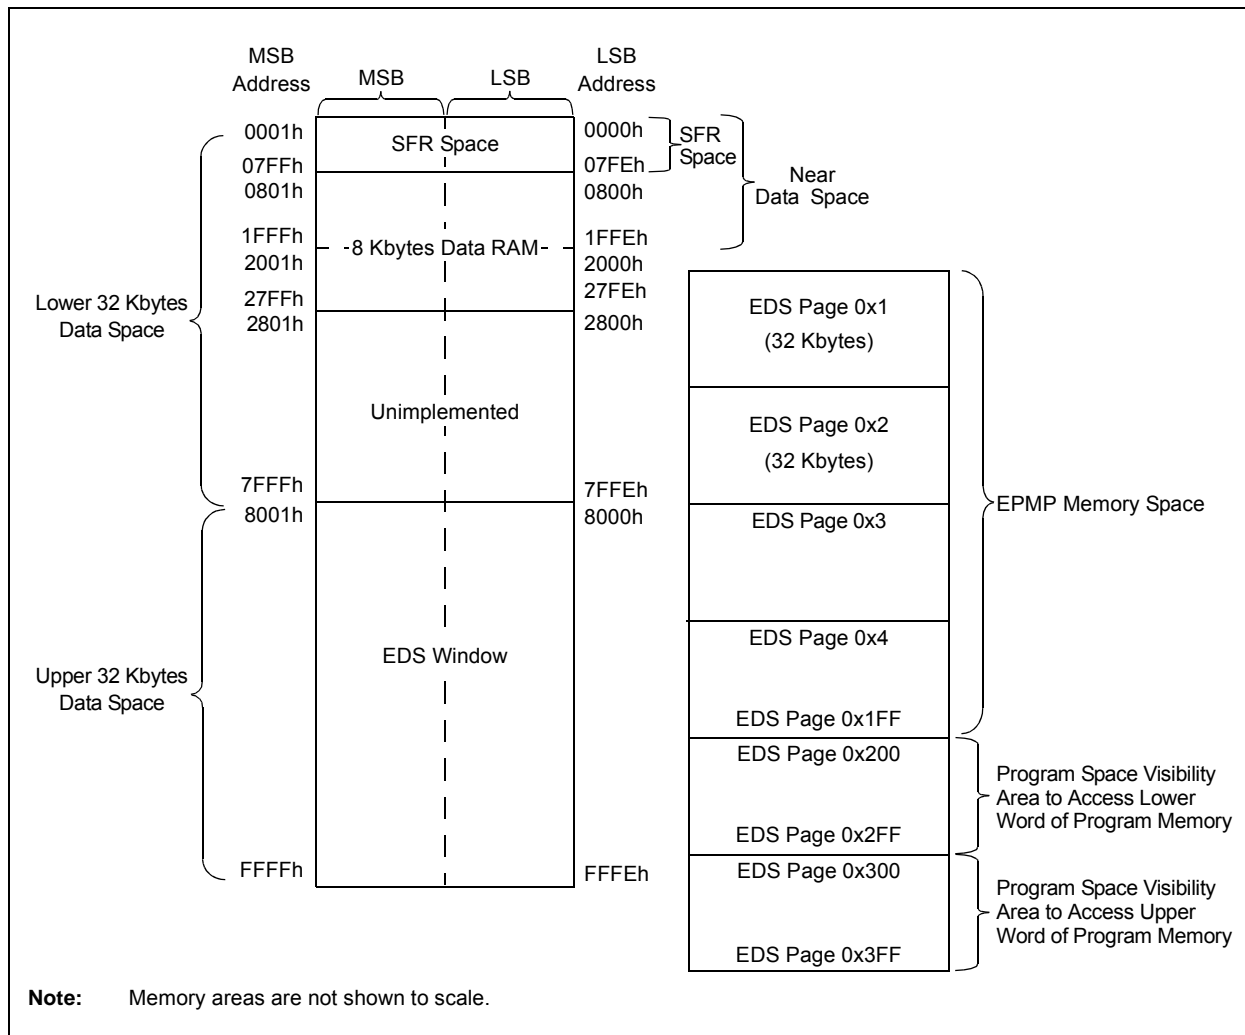 MSB
Address
MSB
LSB
LSB
Address
0001h
SFR Space
0000h
SFR
Space
07FFh
07FEh
0801h
0800h
Near
Data Space
1FFFh
8 Kbytes Data RAM
1FFEh
2001h
2000h
27FFh
27FEh
2801h
2800h
Lower 32 Kbytes
Data Space
Unimplemented
7FFFh
7FFEh
8001h
8000h
EDS Window
Upper 32 Kbytes
Data Space
FFFFh
FFFEh
EDS Page 0x1
(32 Kbytes)
EDS Page 0x2
(32 Kbytes)
EDS Page 0x3
EDS Page 0x4
EDS Page 0x1FF
EPMP Memory Space
EDS Page 0x200
EDS Page 0x2FF
Program Space Visibility
Area to Access Lower
Word of Program Memory
EDS Page 0x300
EDS Page 0x3FF
Program Space Visibility
Area to Access Upper
Word of Program Memory
Note: Memory areas are not shown to scale.